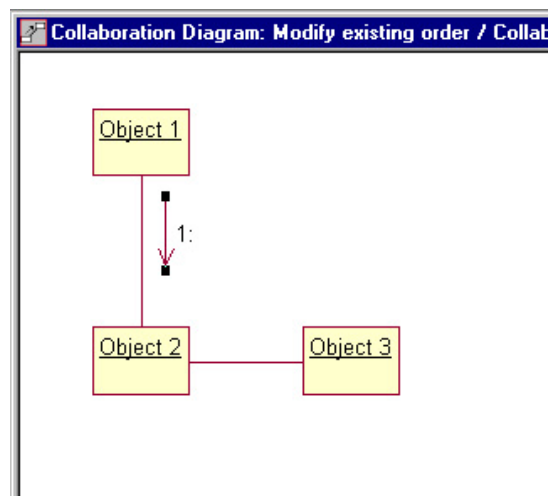 Collaboration Diagram: Modify existing order / Collab
Object 1
1:
Object 2
Object 3